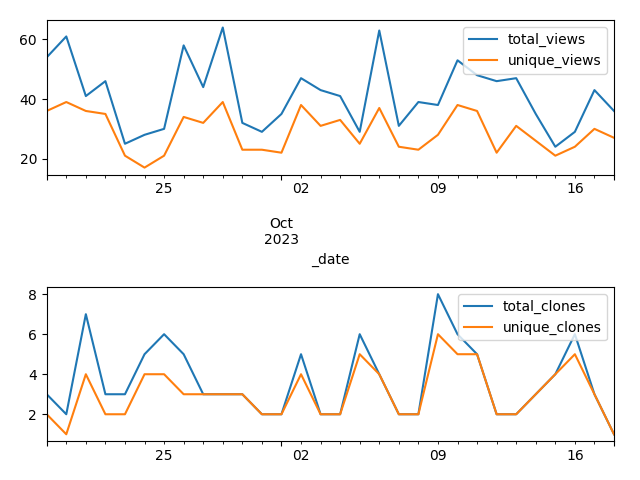 60
40
20
total_views
unique_views
25
02
09
16
Oct
2023
_date
8
6
4
2
total_clones
unique_clones
25
02
09
16